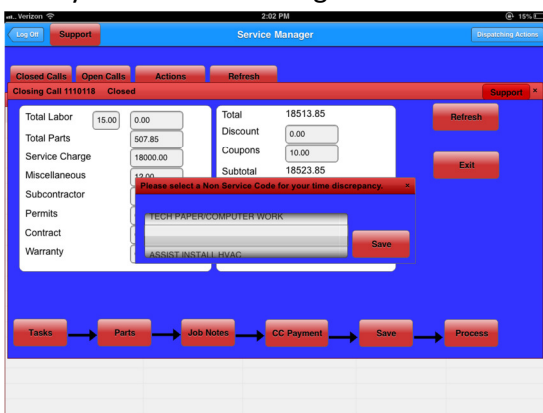 Verizon 2:02 PM 15%
Log Off Support Service Manager Dispatching Actions
Closed Calls Open Calls Actions Refresh
Closing Call 1110118 Closed Support ×
Total Labor 15.00 0.00 Total 18513.85 Refresh
Total Parts 507.85 Discount 0.00
Service Charge 18000.00 Coupons 10.00 Exit
Miscellaneous 12.00 Subtotal 18523.85
Please select a Non Service Code for your time discrepancy. ×
Subcontractor
Permits TECH PAPER/COMPUTER WORK
Contract Save
Warranty ASSIST INSTALL HVAC
Tasks Parts Job Notes CC Payment Save Process